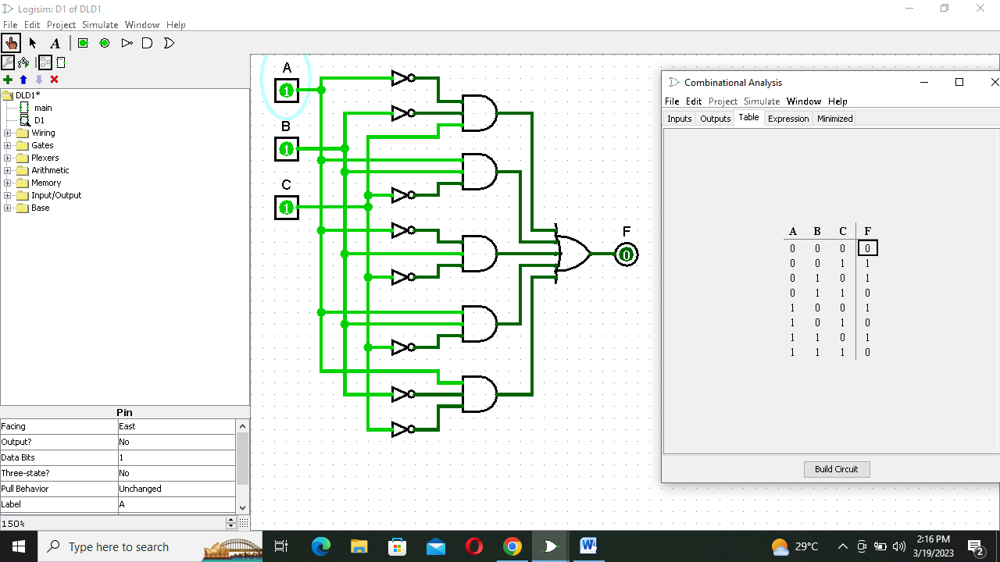 Logisim: D1 of DLD1
File Edit Project Simulate Window Help
A
DLD1*
main
D1
Wiring
Gates
Plexers
Arithmetic
Memory
Input/Output
Base
Pin
Facing East
Output? No
Data Bits 1
Three-state? No
Pull Behavior Unchanged
Label A
150%
A
1
B
1
C
1
F
0
Combinational Analysis
File Edit Project Simulate Window Help
Inputs Outputs Table Expression Minimized
A B C F
0 0 0 0
0 0 1 1
0 1 0 1
0 1 1 0
1 0 0 1
1 0 1 0
1 1 0 1
1 1 1 0
Build Circuit
Type here to search
29°C
2:16 PM
3/19/2023
2